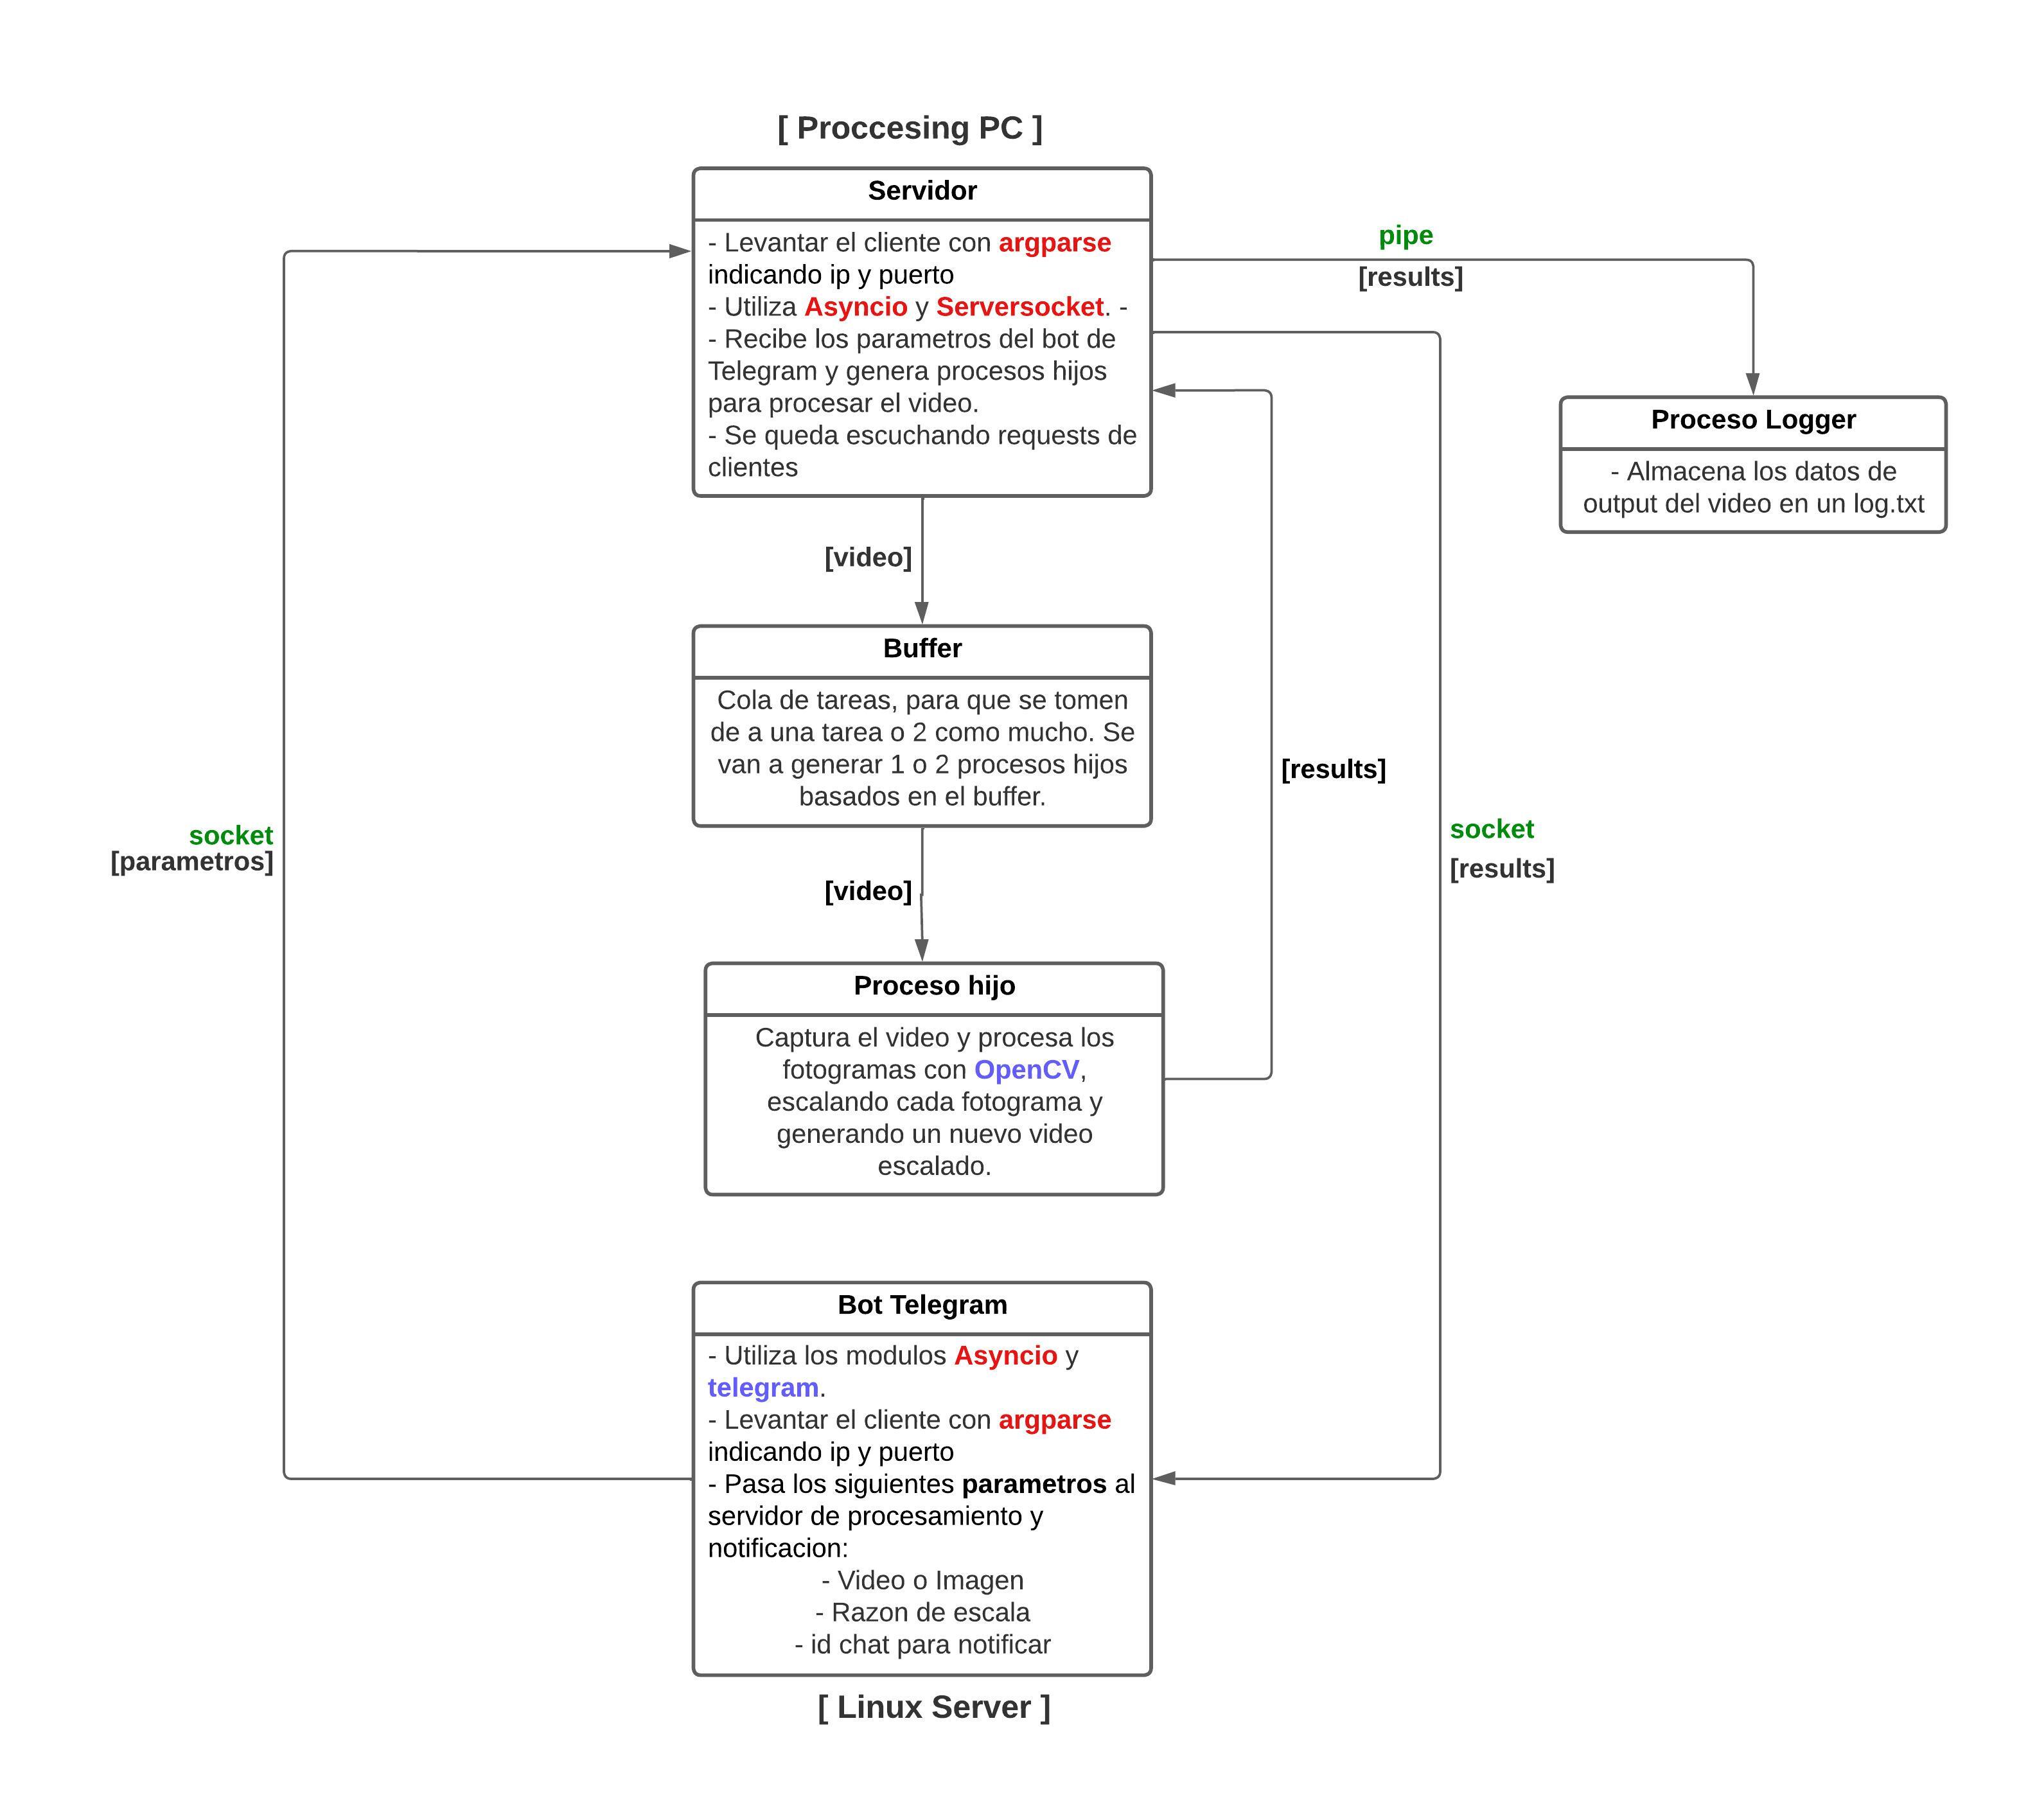 [ Proccesing PC ]
Servidor
- Levantar el cliente con argparse
indicando ip y puerto
- Utiliza Asyncio y Serversocket. -
- Recibe los parametros del bot de
Telegram y genera procesos hijos
para procesar el video.
- Se queda escuchando requests de
clientes
pipe
[results]
Proceso Logger
- Almacena los datos de
output del video en un log.txt
[video]
Buffer
Cola de tareas, para que se tomen
de a una tarea o 2 como mucho. Se
van a generar 1 o 2 procesos hijos
basados en el buffer.
[results]
socket
[parametros]
socket
[results]
[video]
Proceso hijo
Captura el video y procesa los
fotogramas con OpenCV,
escalando cada fotograma y
generando un nuevo video
escalado.
Bot Telegram
- Utiliza los modulos Asyncio y
telegram.
- Levantar el cliente con argparse
indicando ip y puerto
- Pasa los siguientes parametros al
servidor de procesamiento y
notificacion:
- Video o Imagen
- Razon de escala
- id chat para notificar
[ Linux Server ]